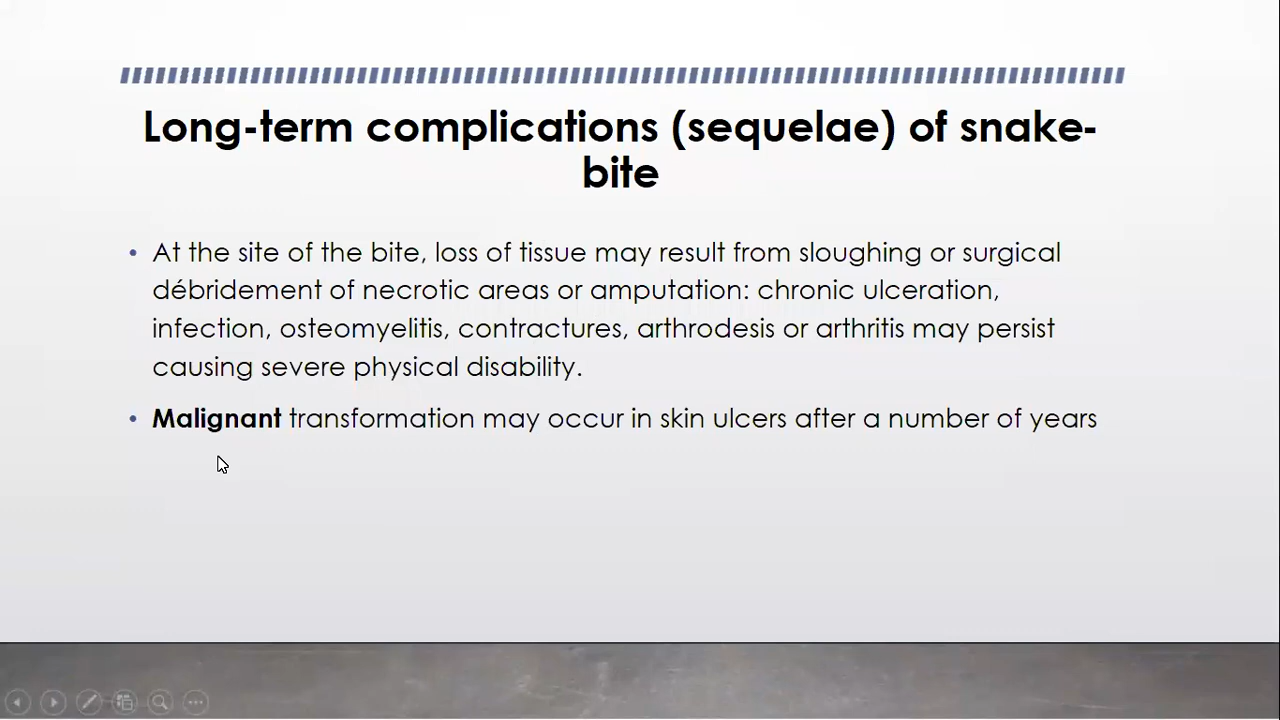 Long-term complications (sequelae) of snake-
bite
• At the site of the bite, loss of tissue may result from sloughing or surgical
débridement of necrotic areas or amputation: chronic ulceration,
infection, osteomyelitis, contractures, arthrodesis or arthritis may persist
causing severe physical disability.
• Malignant transformation may occur in skin ulcers after a number of years